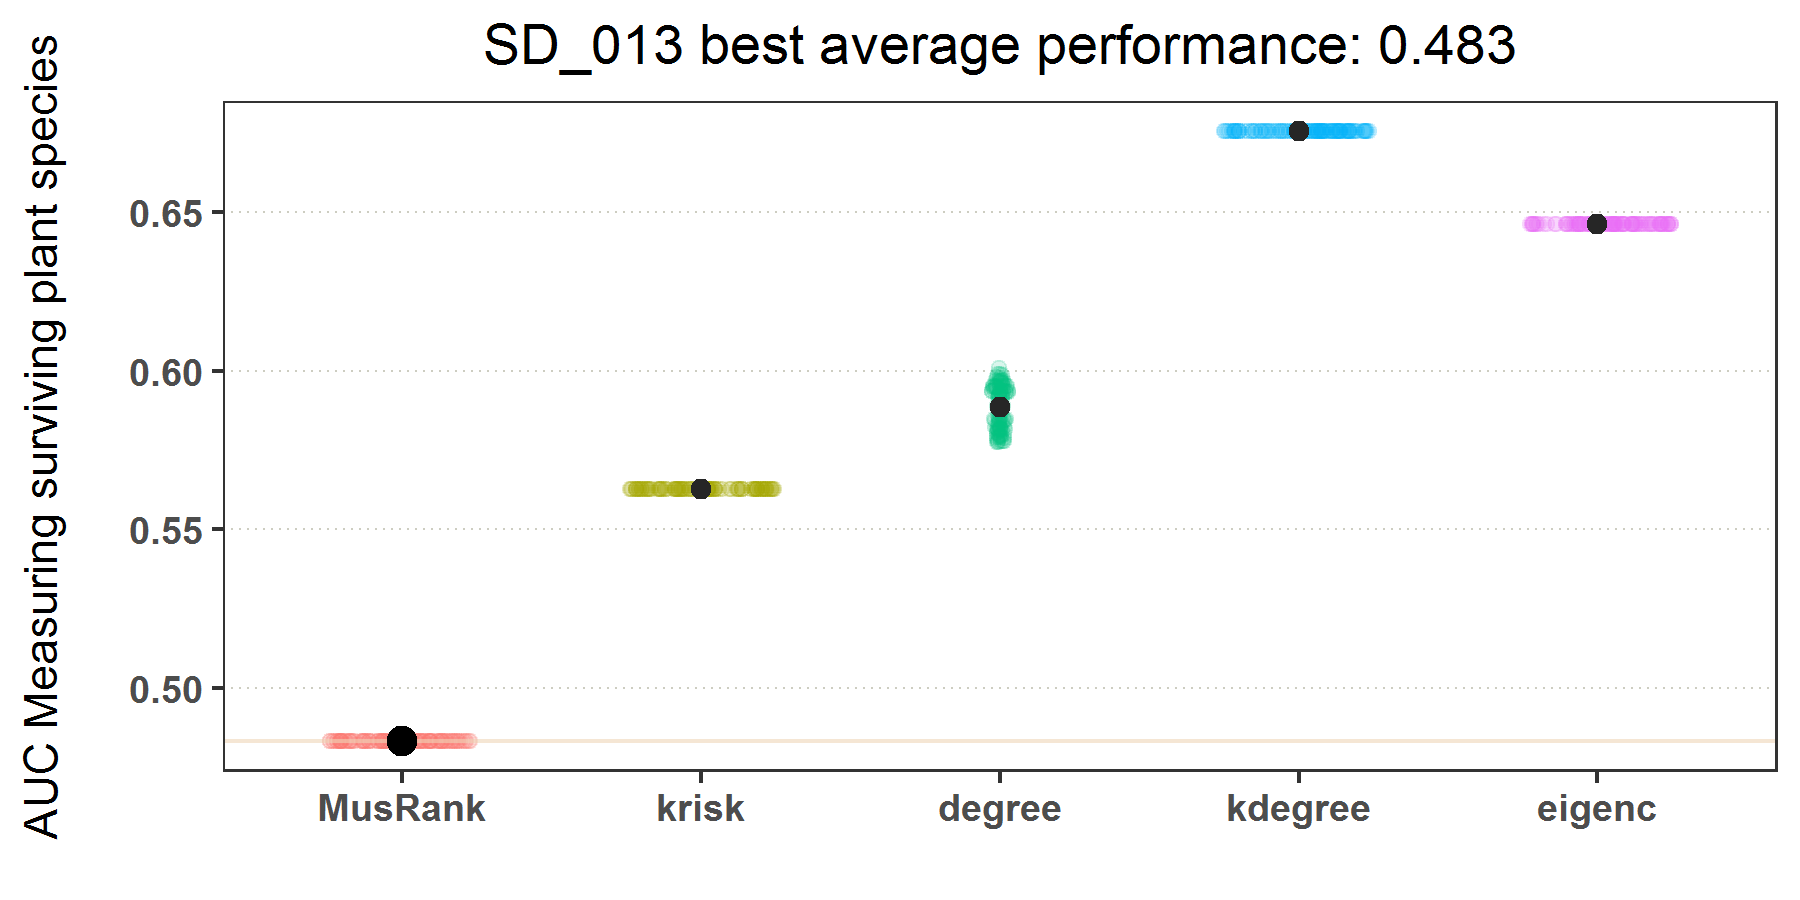 SD_013 best average performance: 0.483
AUC Measuring surviving plant species
0.65
0.60
0.55
0.50
MusRank krisk degree kdegree eigenc